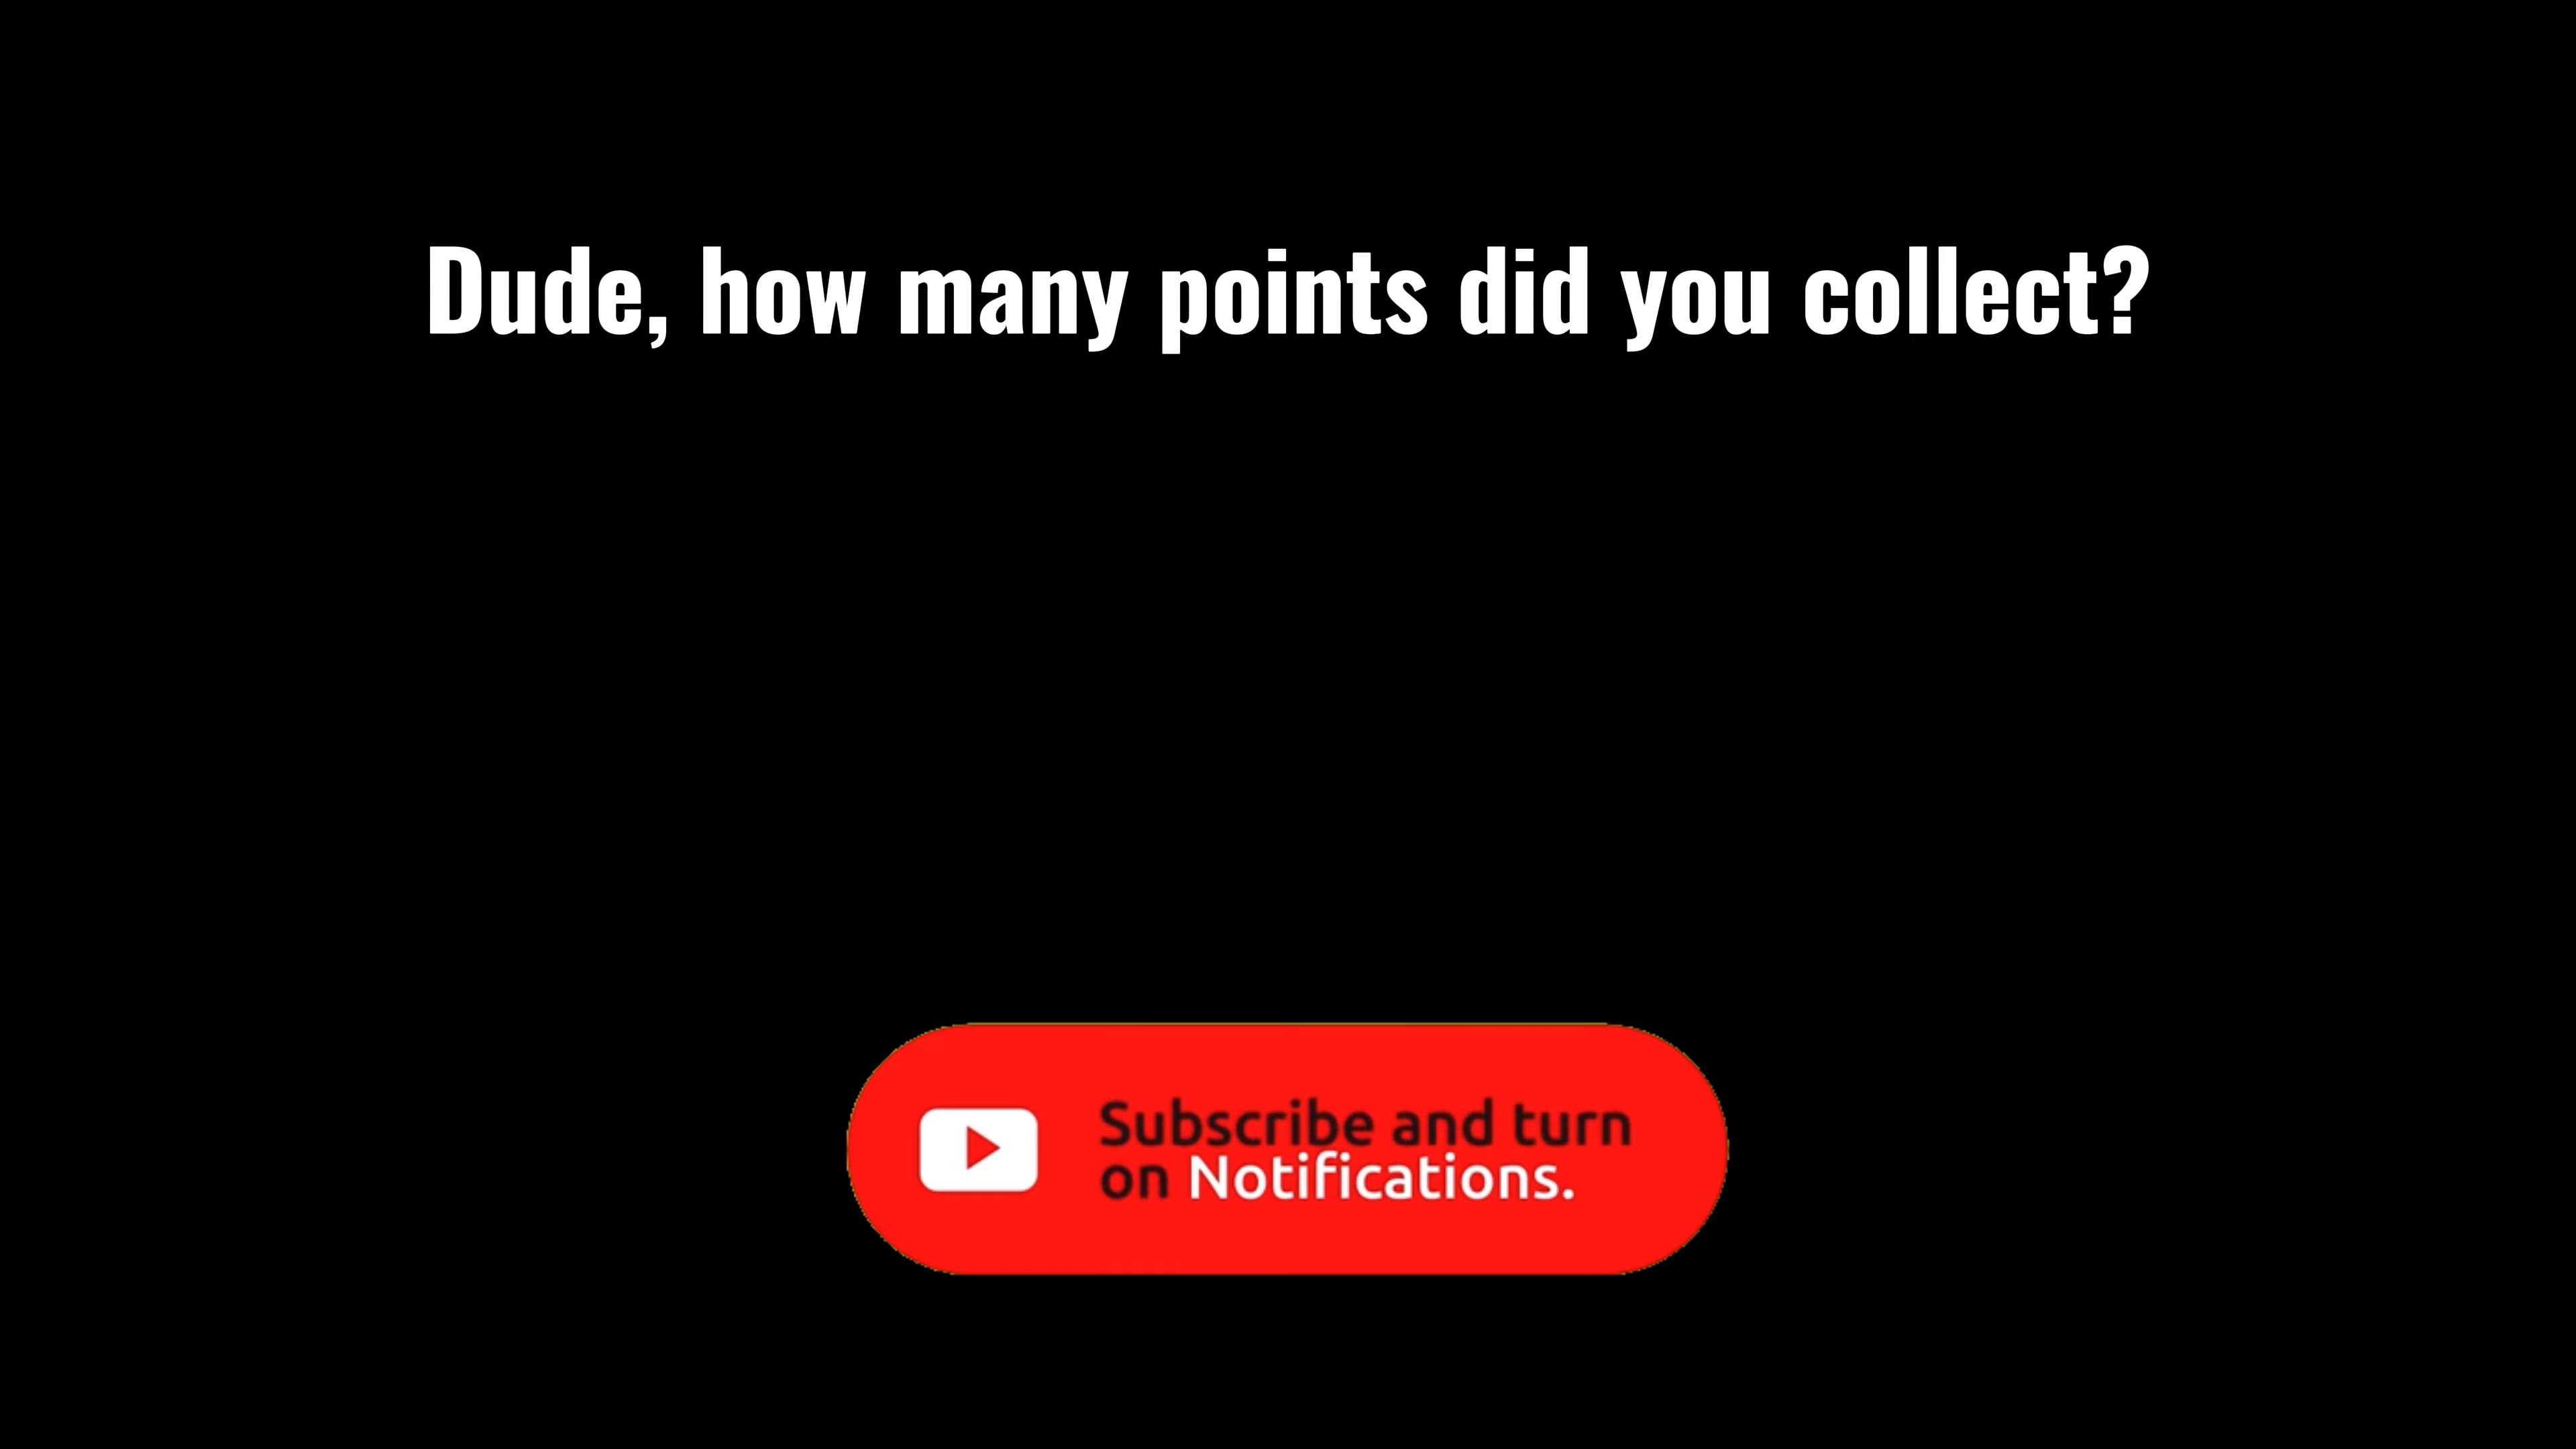 Dude, how many points did you collect?
Subscribe and turn
on Notifications.